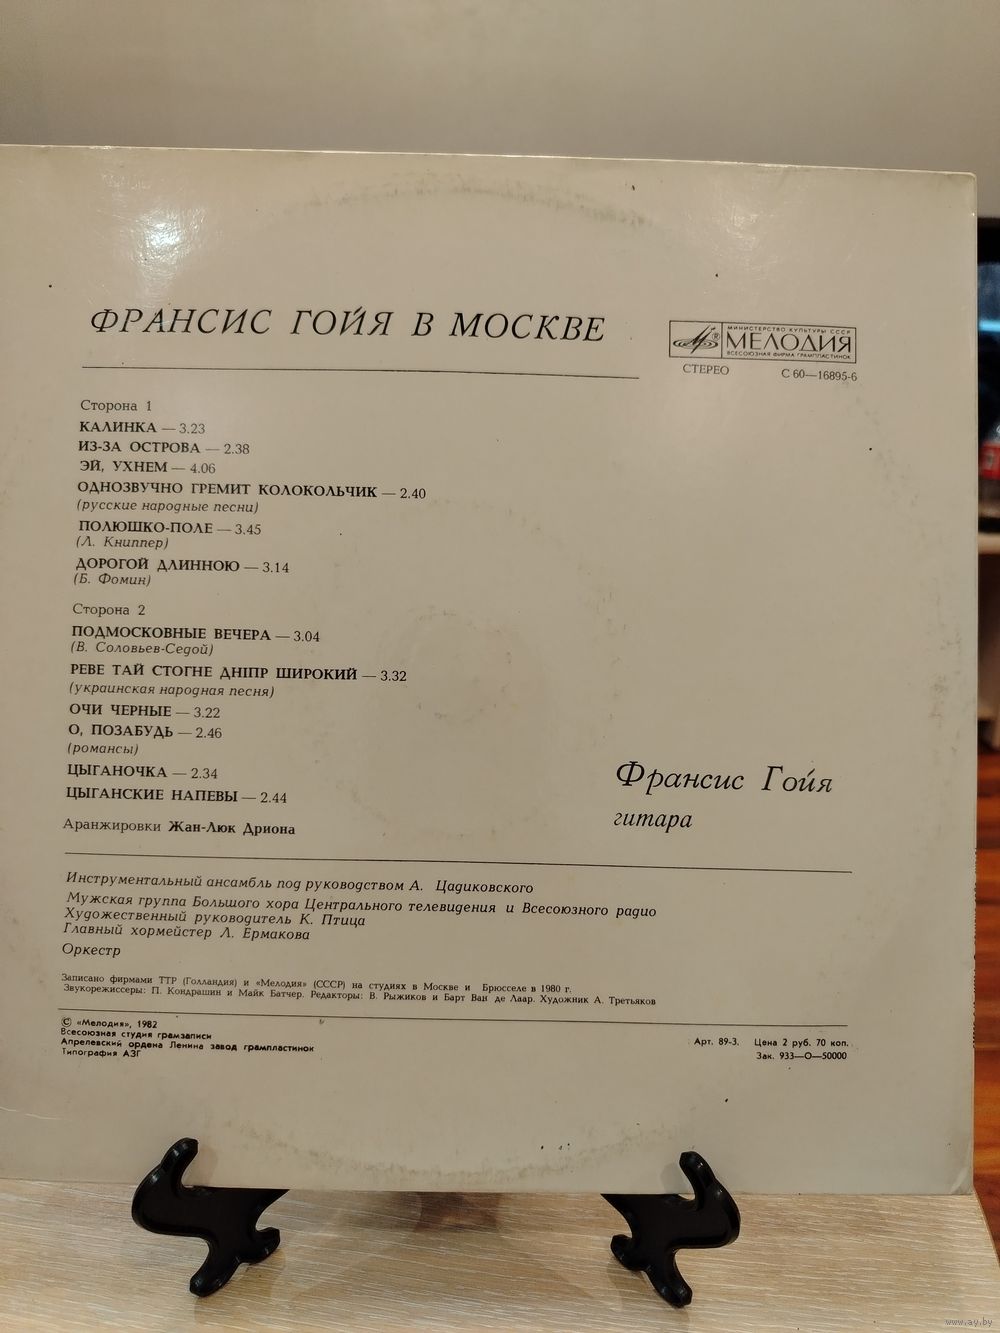 ФРАНСИС ГОЙЯ В МОСКВЕ
МИНИСТЕРСТВО КУЛЬТУРЫ СССР
МЕЛОДИЯ
ВСЕСОЮЗНАЯ ФИРМА ГРАМПЛАСТИНОК
СТЕРЕО С 60—16895-6
Сторона 1
КАЛИНКА — 3.23
ИЗ-ЗА ОСТРОВА — 2.38
ЭЙ, УХНЕМ — 4.06
ОДНОЗВУЧНО ГРЕМИТ КОЛОКОЛЬЧИК — 2.40
(русские народные песни)
ПОЛЮШКО-ПОЛЕ — 3.45
(Л. Книппер)
ДОРОГОЙ ДЛИННОЮ — 3.14
(Б. Фомин)
Сторона 2
ПОДМОСКОВНЫЕ ВЕЧЕРА — 3.04
(В. Соловьев-Седой)
РЕВЕ ТАЙ СТОГНЕ ДНІПР ШИРОКИЙ — 3.32
(украинская народная песня)
ОЧИ ЧЕРНЫЕ — 3.22
О, ПОЗАБУДЬ — 2.46
(романсы)
ЦЫГАНОЧКА — 2.34
ЦЫГАНСКИЕ НАПЕВЫ — 2.44
Аранжировки Жан-Люк Дриона
Франсис Гойя
гитара
Инструментальный ансамбль под руководством А. Цадиковского
Мужская группа Большого хора Центрального телевидения и Всесоюзного радио
Художественный руководитель К. Птица
Главный хормейстер Л. Ермакова
Оркестр
Записано фирмами ТТР (Голландия) и «Мелодия» (СССР) на студиях в Москве и Брюсселе в 1980 г.
Звукорежиссеры: П. Кондрашин и Майк Батчер. Редакторы: В. Рыжиков и Барт Ван де Лаар. Художник А. Третьяков
© «Мелодия», 1982
Всесоюзная студия грамзаписи
Апрелевский ордена Ленина завод грампластинок
Типография АЗГ
Арт. 89-3. Цена 2 руб. 70 коп.
Зак. 933—О—50000
www.ay.by